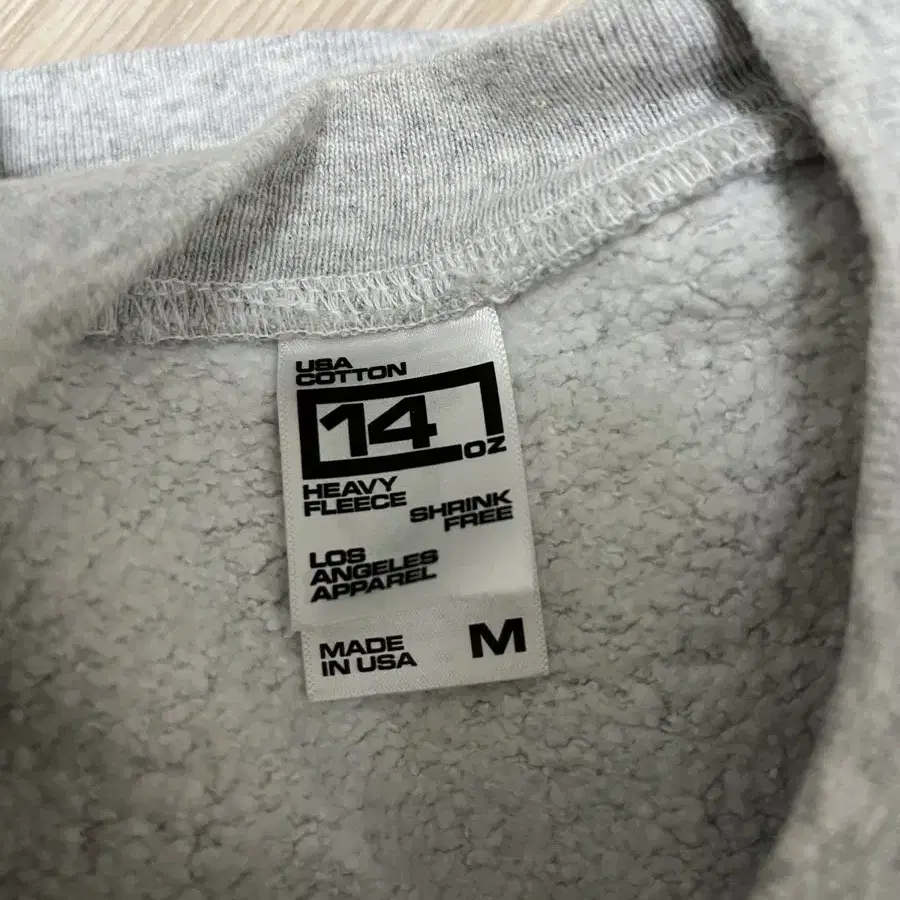 USA
COTTON
14
OZ
HEAVY
FLEECE
SHRINK
FREE
LOS
ANGELES
APPAREL
MADE
IN USA
M